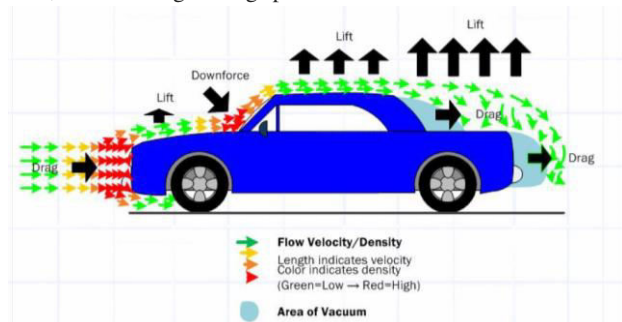 Lift
Lift
Downforce
Lift
Drag
Drag
Drag
Flow Velocity/Density
Length indicates velocity
Color indicates density
(Green=Low → Red=High)
Area of Vacuum